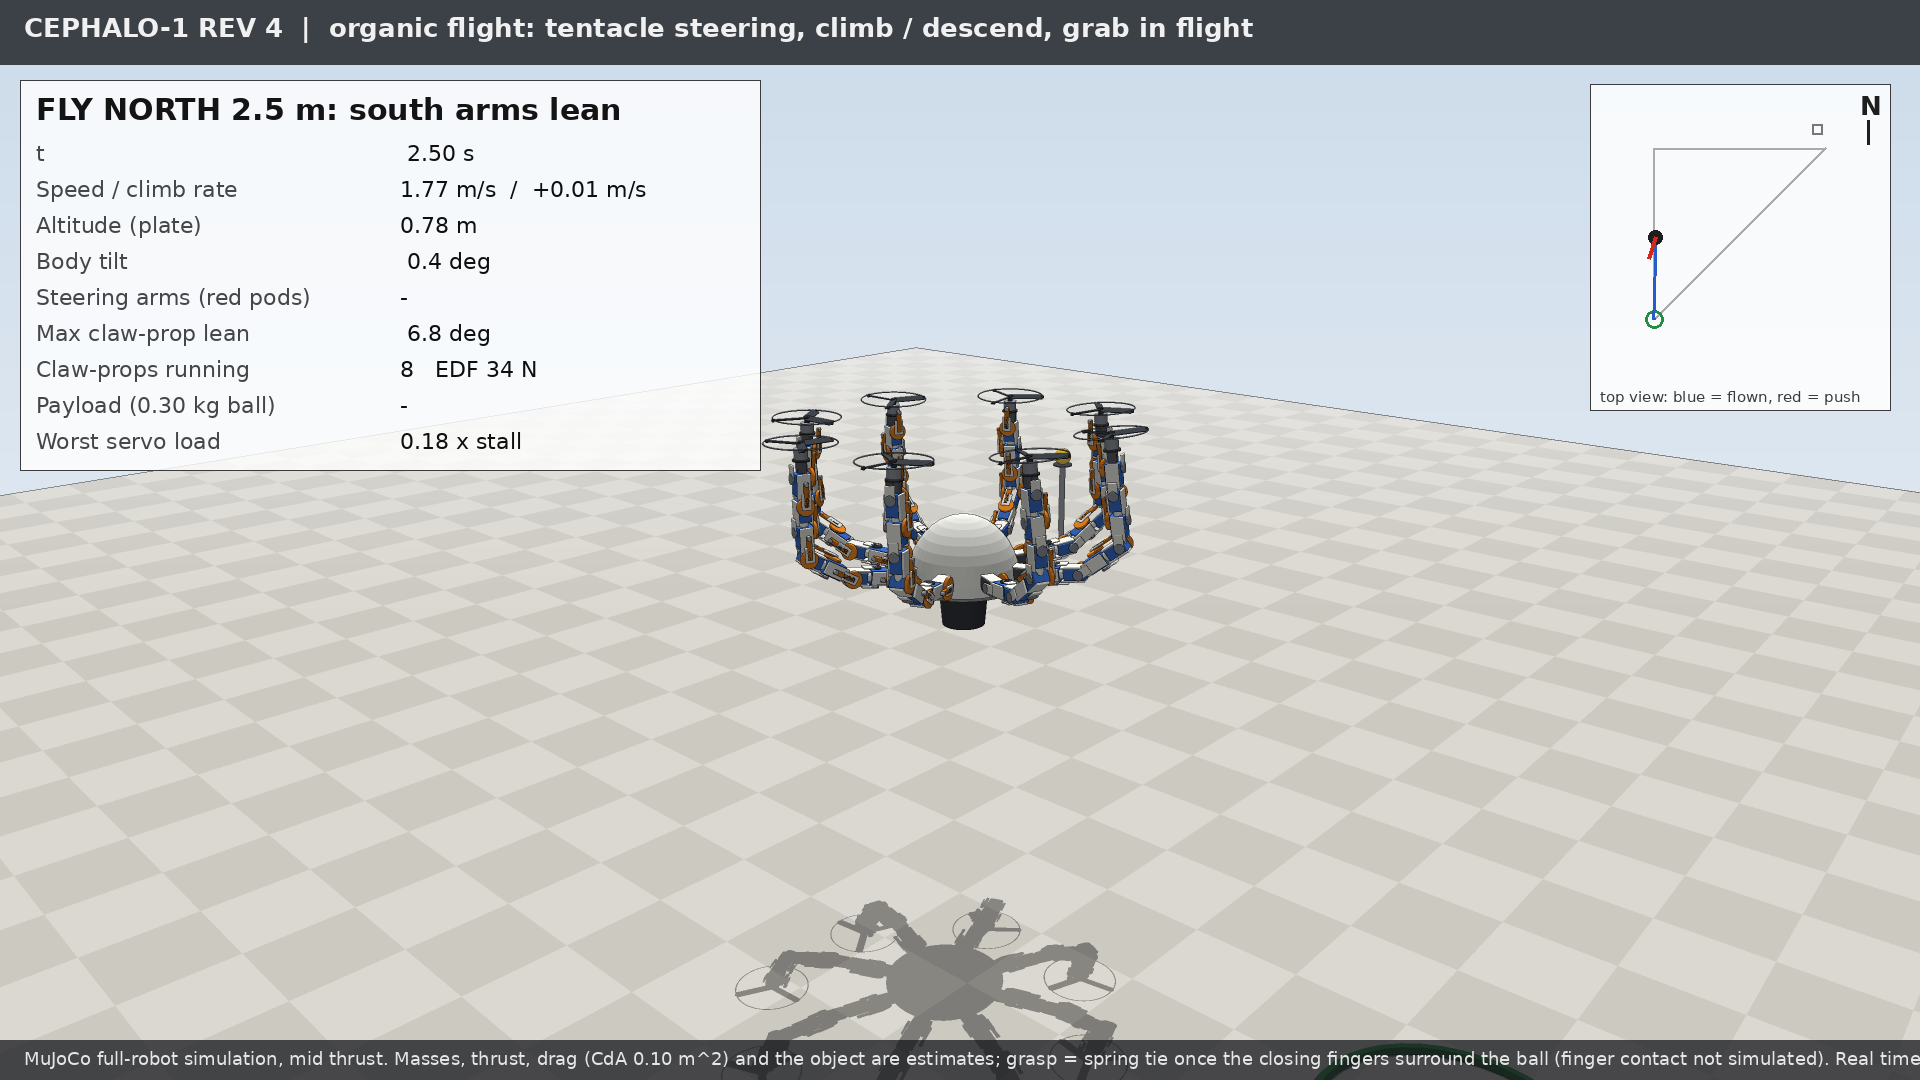 CEPHALO-1 REV 4 | organic flight: tentacle steering, climb / descend, grab in flight
FLY NORTH 2.5 m: south arms lean
t 2.50 s
Speed / climb rate 1.77 m/s / +0.01 m/s
Altitude (plate) 0.78 m
Body tilt 0.4 deg
Steering arms (red pods) -
Max claw-prop lean 6.8 deg
Claw-props running 8 EDF 34 N
Payload (0.30 kg ball) -
Worst servo load 0.18 x stall
N
top view: blue = flown, red = push
MuJoCo full-robot simulation, mid thrust. Masses, thrust, drag (CdA 0.10 m^2) and the object are estimates; grasp = spring tie once the closing fingers surround the ball (finger contact not simulated). Real time